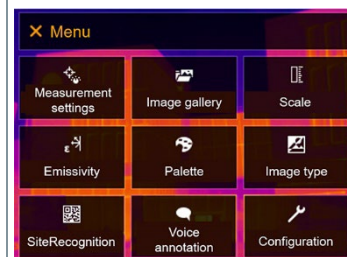 × Menu
Measurement
settings
Image gallery
Scale
ε
Emissivity
Palette
Image type
SiteRecognition
Voice
annotation
Configuration